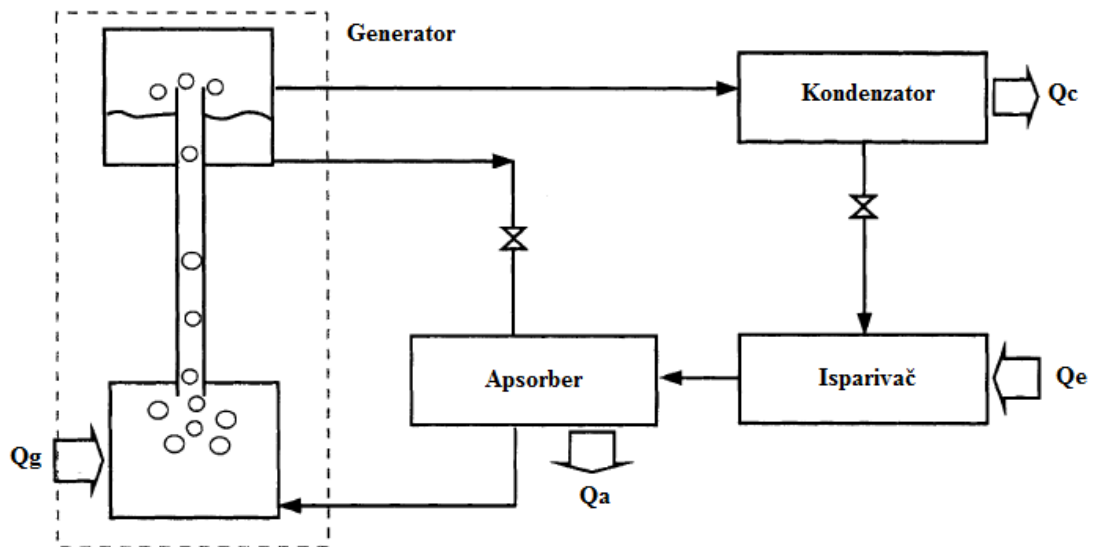 Generator
Kondenzator
Qc
Apsorber
Isparivač
Qe
Qg
Qa